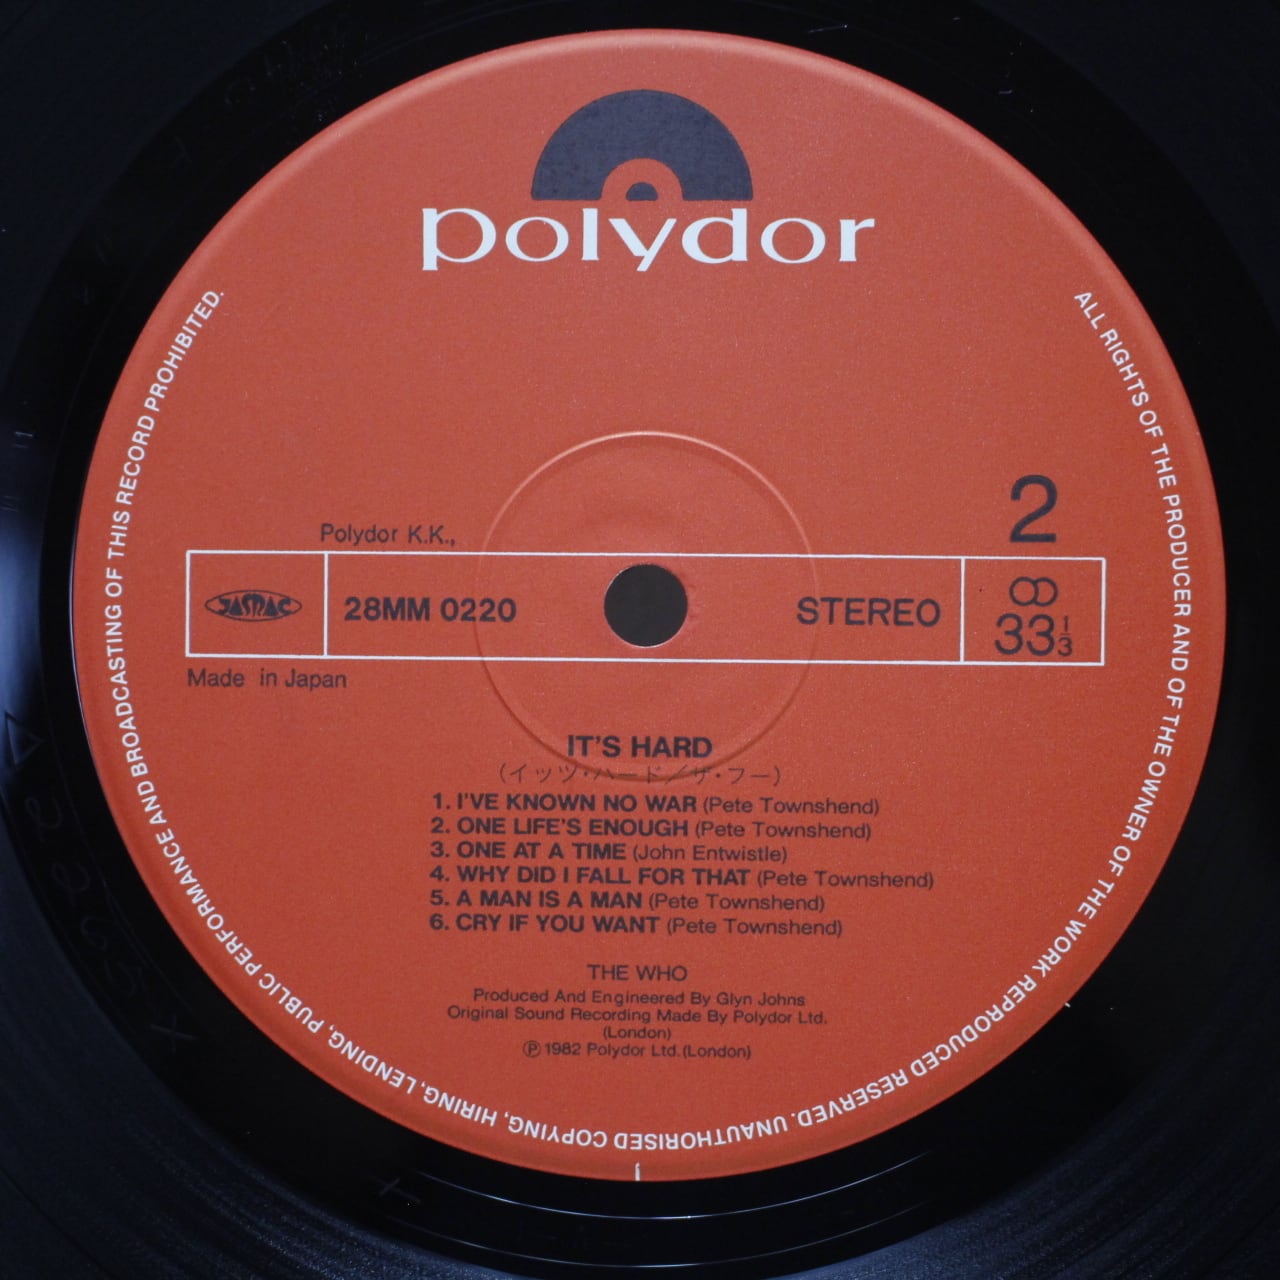 polydor
ALL RIGHTS OF THE PRODUCER AND OF THE OWNER OF THE WORK REPRODUCED RESERVED. UNAUTHORISED COPYING, HIRING, LENDING, PUBLIC PERFORMANCE AND BROADCASTING OF THIS RECORD PROHIBITED.
2
Polydor K.K.,
JASRAC 28MM 0220 STEREO 33 1/3
Made in Japan
IT'S HARD
(イッツ・ハード／ザ・フー)
1. I'VE KNOWN NO WAR (Pete Townshend)
2. ONE LIFE'S ENOUGH (Pete Townshend)
3. ONE AT A TIME (John Entwistle)
4. WHY DID I FALL FOR THAT (Pete Townshend)
5. A MAN IS A MAN (Pete Townshend)
6. CRY IF YOU WANT (Pete Townshend)
THE WHO
Produced And Engineered By Glyn Johns
Original Sound Recording Made By Polydor Ltd.
(London)
℗ 1982 Polydor Ltd. (London)